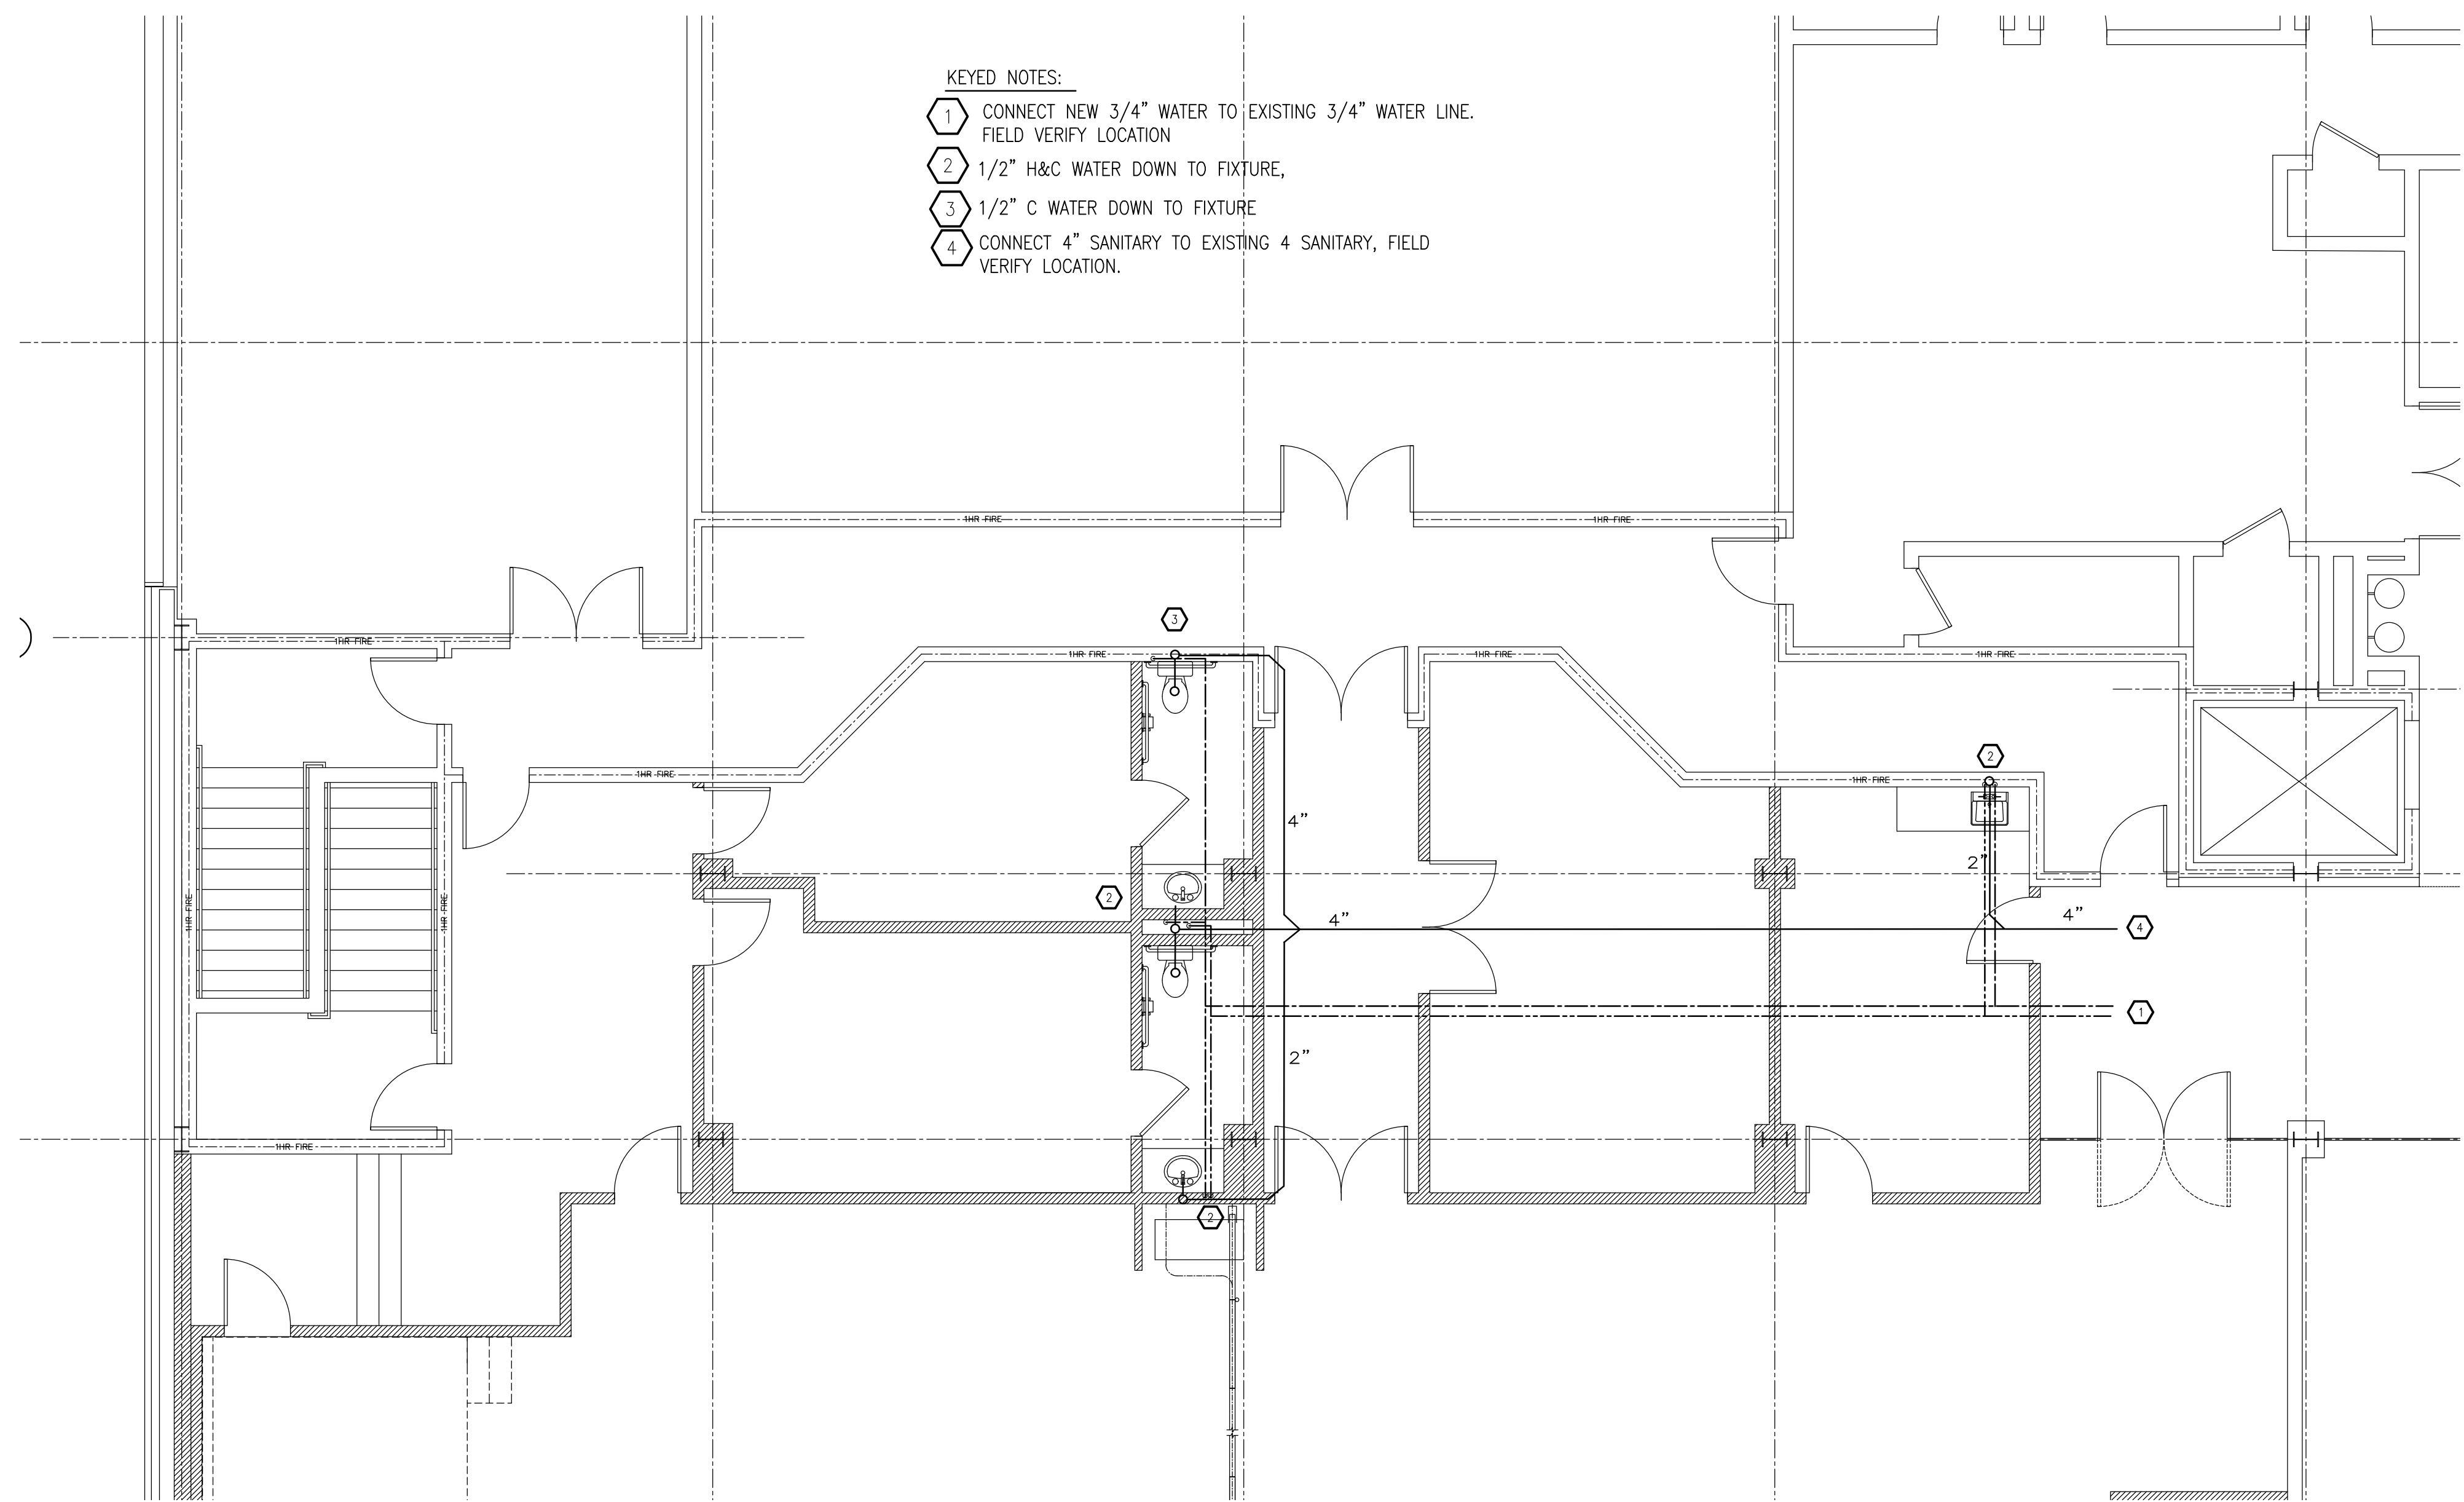 KEYED NOTES:
1 CONNECT NEW 3/4" WATER TO EXISTING 3/4" WATER LINE.
FIELD VERIFY LOCATION
2 1/2" H&C WATER DOWN TO FIXTURE,
3 1/2" C WATER DOWN TO FIXTURE
4 CONNECT 4" SANITARY TO EXISTING 4 SANITARY, FIELD
VERIFY LOCATION.
1HR FIRE
1HR FIRE
3
1HR FIRE
1HR FIRE
1HR FIRE
1HR FIRE
2
1HR FIRE
1HR FIRE
4"
2"
2
1HR FIRE
1HR FIRE
4"
4"
4
1
2"
1HR FIRE
2